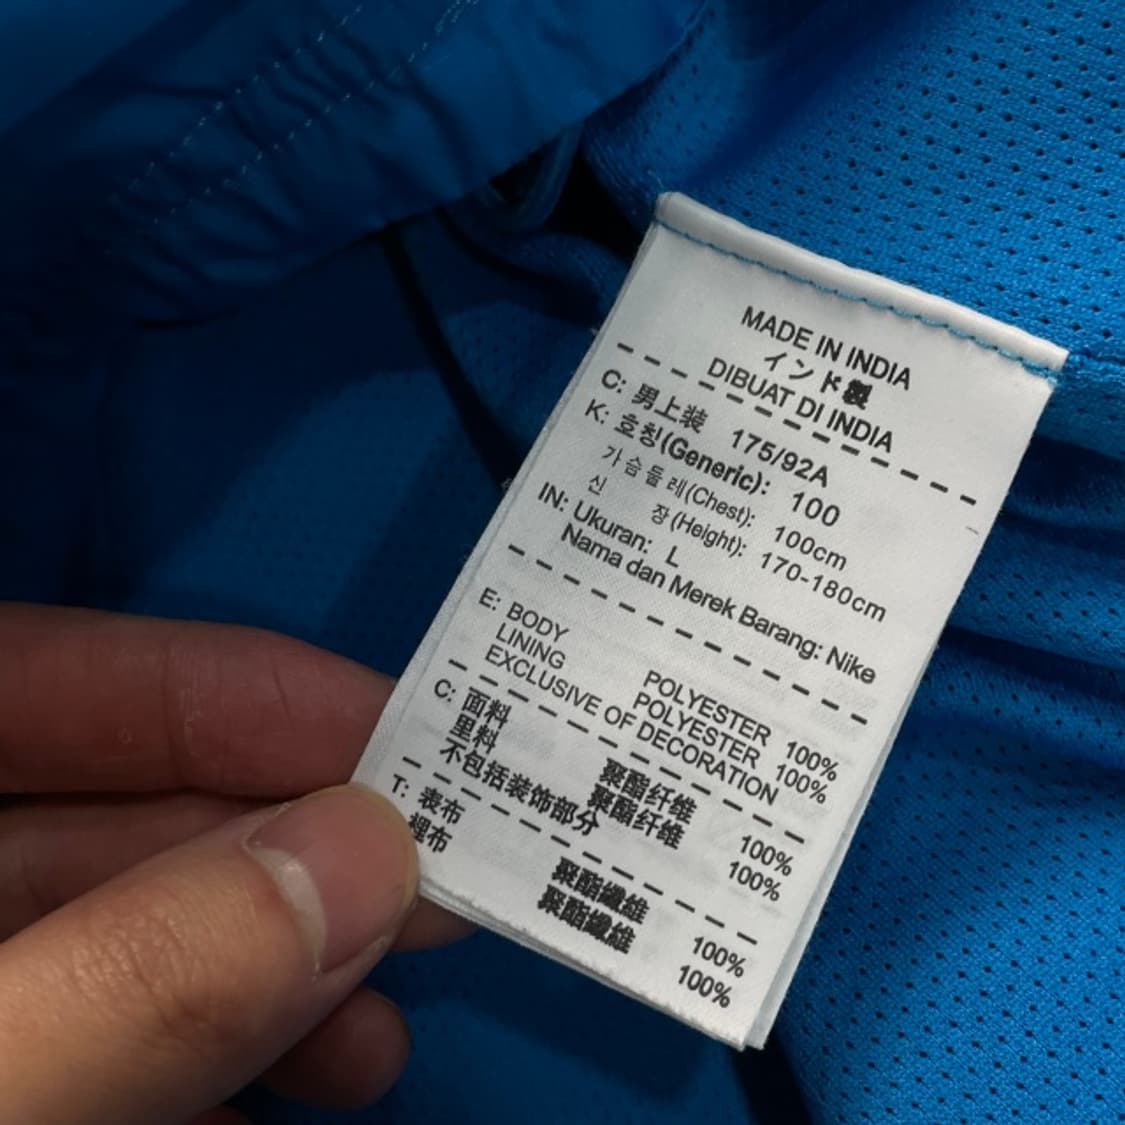 MADE IN INDIA
インド製
DIBUAT DI INDIA
C: 男上装 175/92A
K: 호칭(Generic): 100
가슴둘레(Chest): 100cm
신 장(Height): 170-180cm
IN: Ukuran: L
Nama dan Merek Barang: Nike
E: BODY POLYESTER 100%
LINING POLYESTER 100%
EXCLUSIVE OF DECORATION
C: 面料 聚酯纤维 100%
里料 聚酯纤维 100%
不包括装饰部分
T: 表布 聚酯纖維 100%
裡布 聚酯纖維 100%